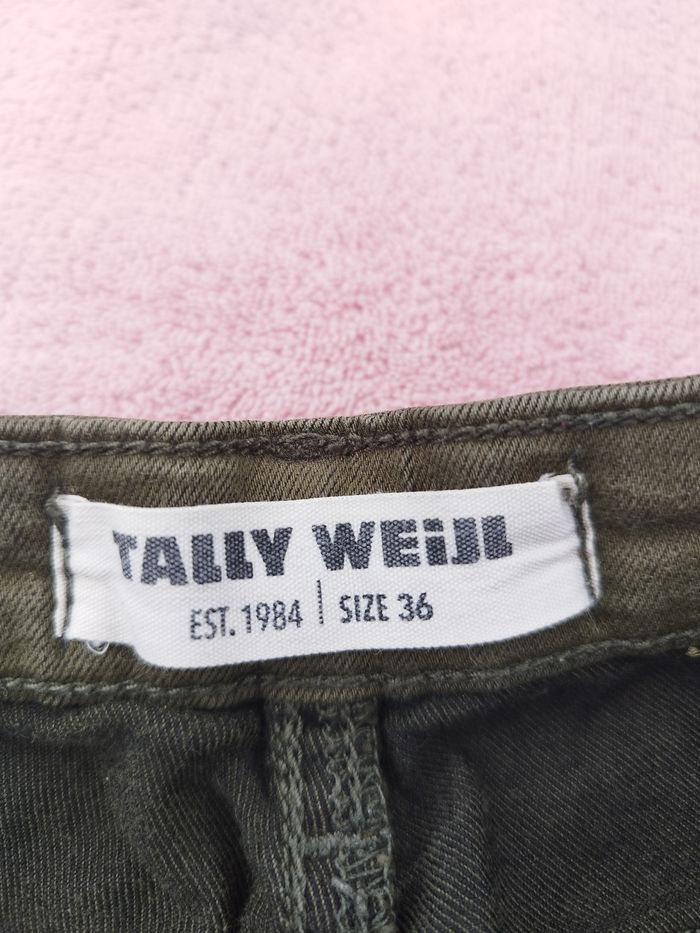 TALLY WEiJL
EST. 1984 | SIZE 36